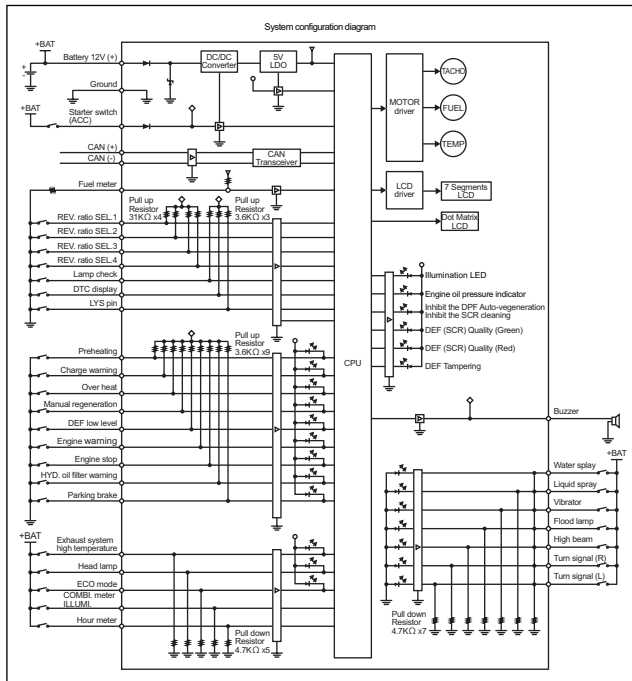 System configuration diagram
+BAT
Battery 12V (+)
+
-
Ground
+BAT
Starter switch
(ACC)
CAN (+)
CAN (-)
Fuel meter
REV. ratio SEL.1
REV. ratio SEL.2
REV. ratio SEL.3
REV. ratio SEL.4
Lamp check
DTC display
LYS pin
Preheating
Charge warning
Over heat
Manual regeneration
DEF low level
Engine warning
Engine stop
HYD. oil filter warning
Parking brake
+BAT
Exhaust system
high temperature
Head lamp
ECO mode
COMBI. meter
ILLUMI.
Hour meter
DC/DC
Converter
5V
LDO
CAN
Transceiver
Pull up
Resistor
31KΩ x4
Pull up
Resistor
3.6KΩ x3
Pull up
Resistor
3.6KΩ x9
Pull down
Resistor
4.7KΩ x5
CPU
MOTOR
driver
TACHO
FUEL
TEMP
LCD
driver
7 Segments
LCD
Dot Matrix
LCD
Illumination LED
Engine oil pressure indicator
Inhibit the DPF Auto-regeneration
Inhibit the SCR cleaning
DEF (SCR) Quality (Green)
DEF (SCR) Quality (Red)
DEF Tampering
Buzzer
+BAT
Water splay
Liquid spray
Vibrator
Flood lamp
High beam
Turn signal (R)
Turn signal (L)
Pull down
Resistor
4.7KΩ x7